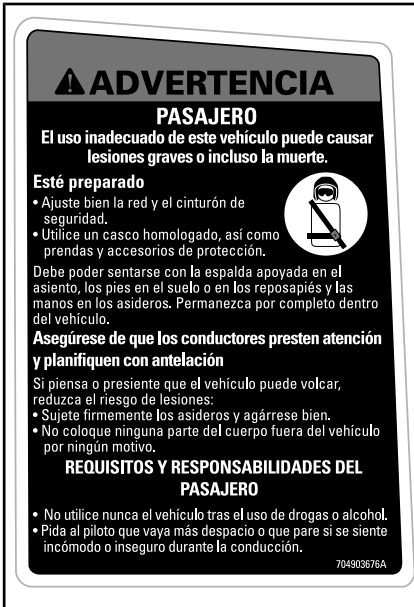 ADVERTENCIA
PASAJERO
El uso inadecuado de este vehículo puede causar
lesiones graves o incluso la muerte.
Esté preparado
• Ajuste bien la red y el cinturón de
seguridad.
• Utilice un casco homologado, así como
prendas y accesorios de protección.
Debe poder sentarse con la espalda apoyada en el
asiento, los pies en el suelo o en los reposapiés y las
manos en los asideros. Permanezca por completo dentro
del vehículo.
Asegúrese de que los conductores presten atención
y planifiquen con antelación
Si piensa o presiente que el vehículo puede volcar,
reduzca el riesgo de lesiones:
• Sujete firmemente los asideros y agárrese bien.
• No coloque ninguna parte del cuerpo fuera del vehículo
por ningún motivo.
REQUISITOS Y RESPONSABILIDADES DEL
PASAJERO
• No utilice nunca el vehículo tras el uso de drogas o alcohol.
• Pida al piloto que vaya más despacio o que pare si se siente
incómodo o inseguro durante la conducción.
704903676A